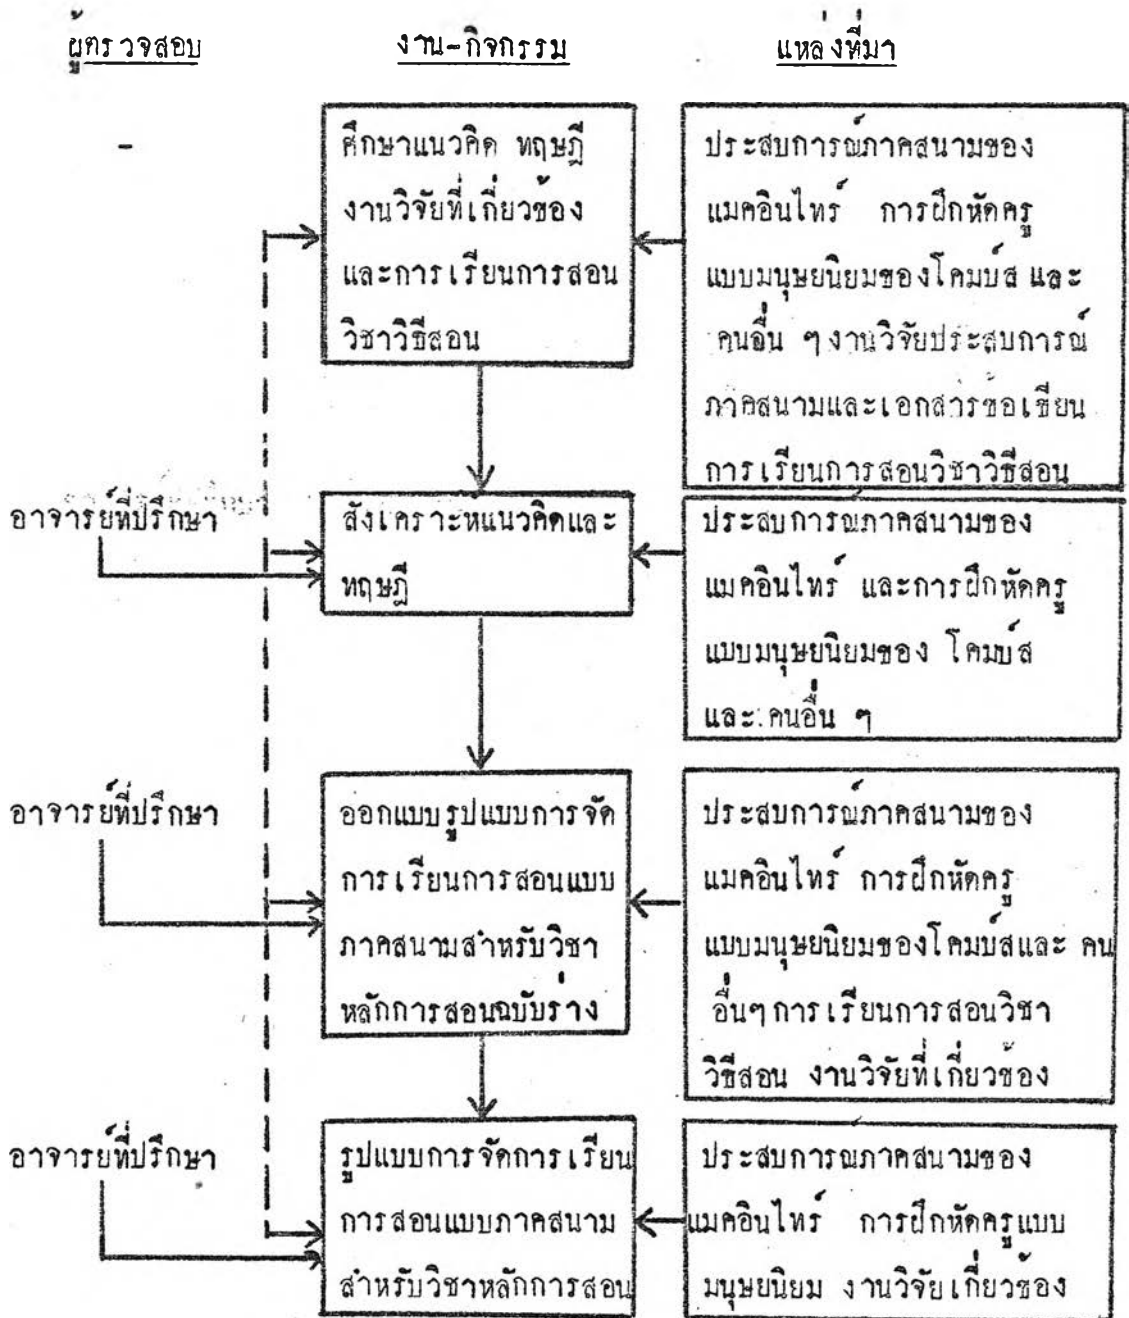 ผู้ตรวจสอบ
งาน-กิจกรรม
แหล่งที่มา
-
ศึกษาแนวคิด ทฤษฎี
งานวิจัยที่เกี่ยวข้อง
และการเรียนการสอน
วิชาวิธีสอน
ประสบการณ์ภาคสนามของ
แมคอินไทร์ การฝึกหัดครู
แบบมนุษยนิยมของโคมบ์ส และ
คนอื่น ๆ งานวิจัยประสบการณ์
ภาคสนามและเอกสารข้อเขียน
การเรียนการสอนวิชาวิธีสอน
อาจารย์ที่ปรึกษา
สังเคราะหแนวคิดและ
ทฤษฎี
ประสบการณภาคสนามของ
แมคอินไทร์ และการฝึกหัดครู
แบบมนุษยนิยมของ โคมบ์ส
และ คนอื่น ๆ
อาจารย์ที่ปรึกษา
ออกแบบรูปแบบการจัด
การเรียนการสอนแบบ
ภาคสนามสำหรับวิชา
หลักการสอนฉบับร่าง
ประสบการณ์ภาคสนามของ
แมคอินไทร์ การฝึกหัดครู
แบบมนุษยนิยมของโคมบ์สและ คน
อื่นๆ การเรียนการสอนวิชา
วิธีสอน งานวิจัยที่เกี่ยวข้อง
อาจารย์ที่ปรึกษา
รูปแบบการจัดการเรียน
การสอนแบบภาคสนาม
สำหรับวิชาหลักการสอน
ประสบการณภาคสนามของ
แมคอินไทร์ การฝึกหัดครูแบบ
มนุษยนิยม งานวิจัยเกี่ยวข้อง